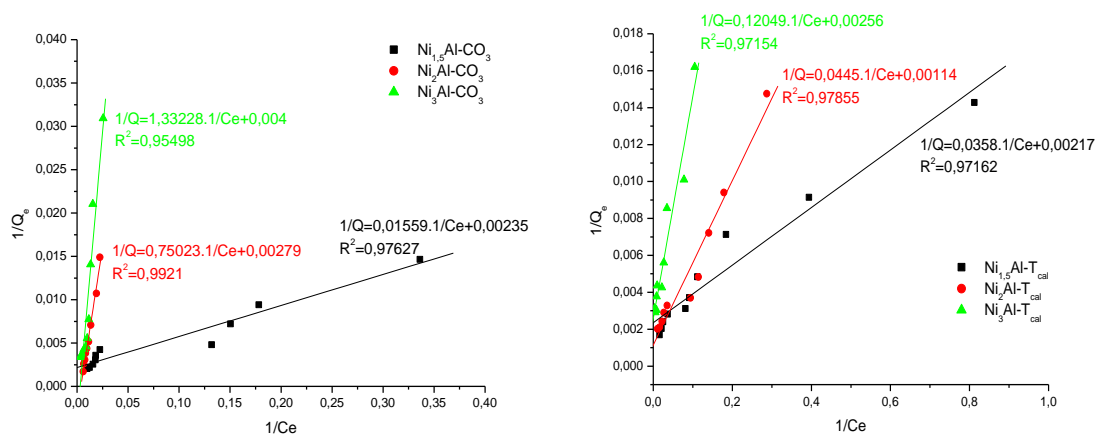 0,040
0,035
0,030
0,025
0,020
0,015
0,010
0,005
0,000
1/Qe
Ni1,5Al-CO3
Ni2Al-CO3
Ni3Al-CO3
1/Q=1,33228.1/Ce+0,004
R2=0,95498
1/Q=0,01559.1/Ce+0,00235
R2=0,97627
1/Q=0,75023.1/Ce+0,00279
R2=0,9921
0,00 0,05 0,10 0,15 0,20 0,25 0,30 0,35 0,40
1/Ce
0,018
0,016
0,014
0,012
0,010
0,008
0,006
0,004
0,002
0,000
1/Qe
1/Q=0,12049.1/Ce+0,00256
R2=0,97154
1/Q=0,0445.1/Ce+0,00114
R2=0,97855
1/Q=0,0358.1/Ce+0,00217
R2=0,97162
Ni1,5Al-Tcal
Ni2Al-Tcal
Ni3Al-Tcal
0,0 0,2 0,4 0,6 0,8 1,0
1/Ce